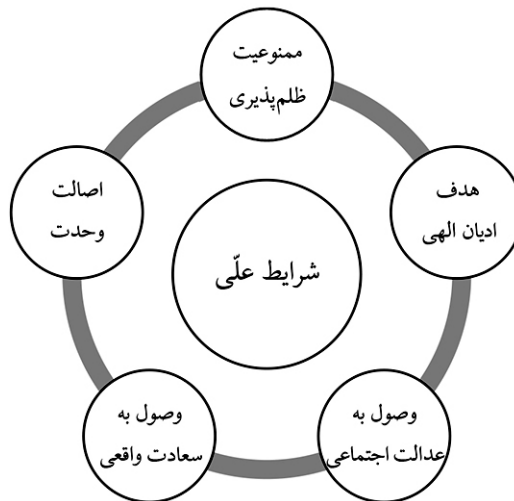 ممنوعیت
ظلم‌پذیری
هدف
ادیان الهی
اصالت
وحدت
شرایط علّی
وصول به
عدالت اجتماعی
وصول به
سعادت واقعی